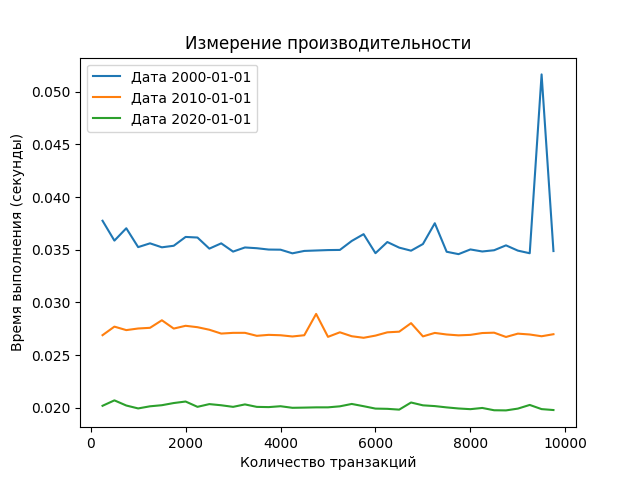 Измерение производительности
Дата 2000-01-01
Дата 2010-01-01
Дата 2020-01-01
Время выполнения (секунды)
0.050
0.045
0.040
0.035
0.030
0.025
0.020
0
2000
4000
6000
8000
10000
Количество транзакций